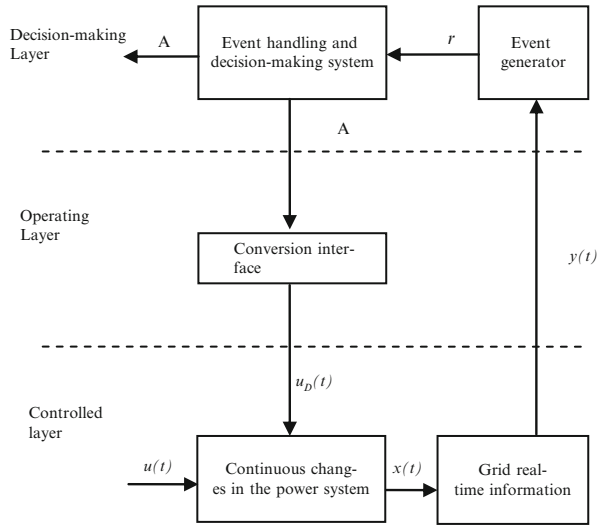 Decision-making
Layer
A
Event handling and
decision-making system
r
Event
generator
A
Operating
Layer
Conversion inter-
face
y(t)
u_D(t)
Controlled
layer
u(t)
Continuous chang-
es in the power system
x(t)
Grid real-
time information